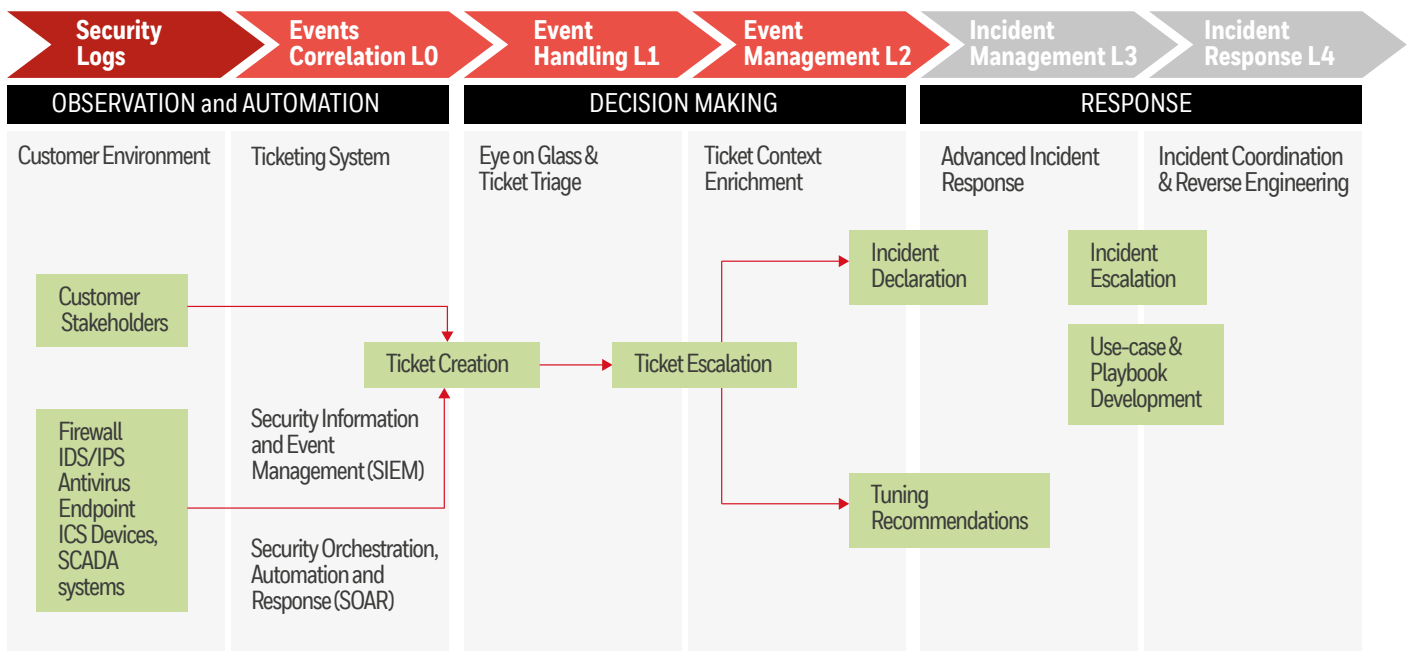 Security
Logs
Events
Correlation L0
Event
Handling L1
Event
Management L2
Incident
Management L3
Incident
Response L4
OBSERVATION and AUTOMATION
DECISION MAKING
RESPONSE
Customer Environment
Ticketing System
Eye on Glass &
Ticket Triage
Ticket Context
Enrichment
Advanced Incident
Response
Incident Coordination
& Reverse Engineering
Customer
Stakeholders
Ticket Creation
Ticket Escalation
Incident
Declaration
Incident
Escalation
Use-case &
Playbook
Development
Firewall
IDS/IPS
Antivirus
Endpoint
ICS Devices,
SCADA
systems
Security Information
and Event
Management (SIEM)
Security Orchestration,
Automation and
Response (SOAR)
Tuning
Recommendations